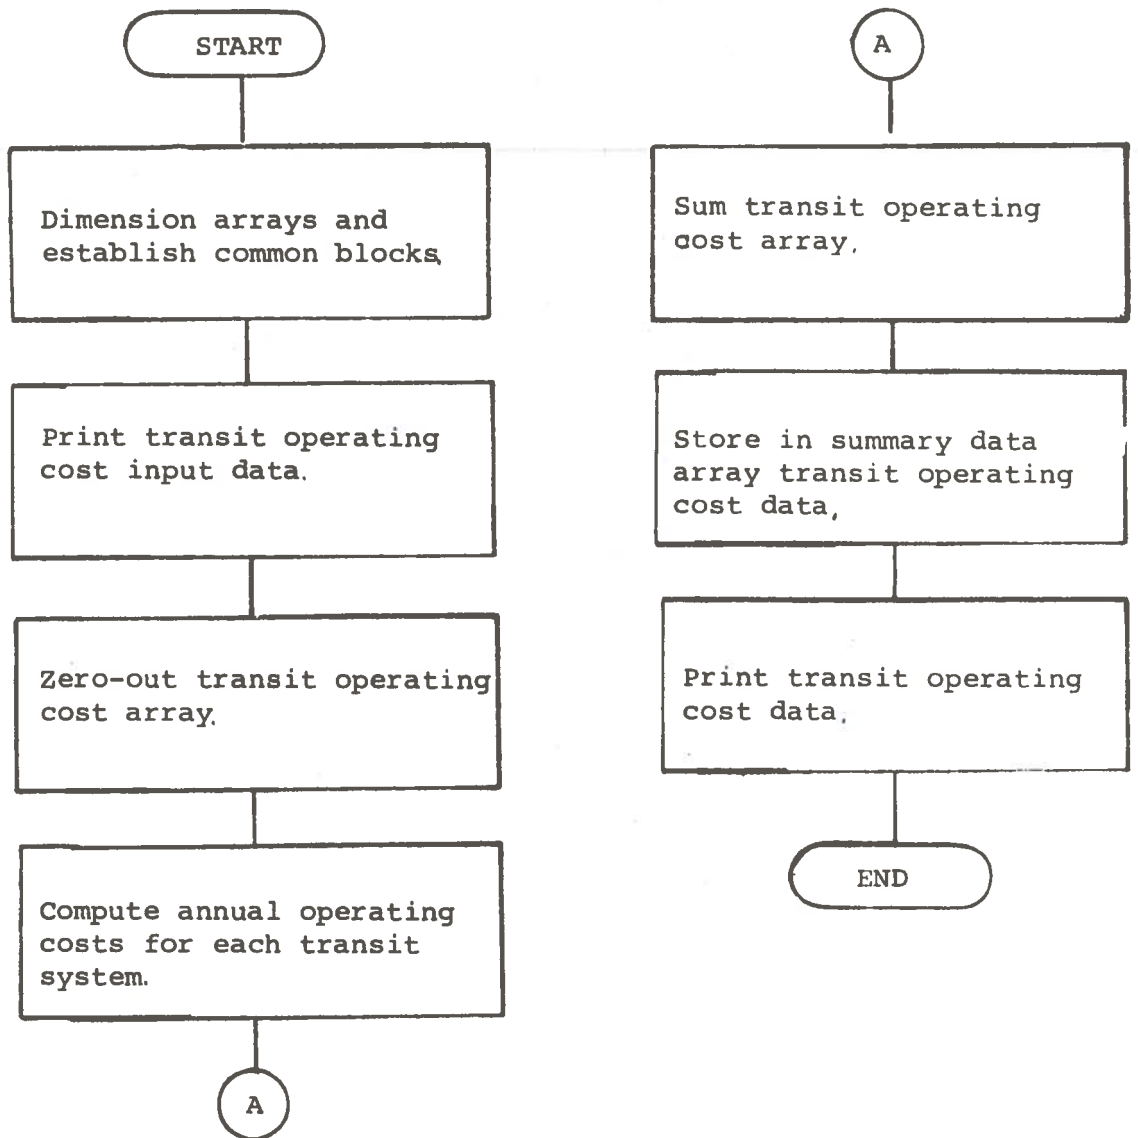 START
Dimension arrays and
establish common blocks.
Print transit operating
cost input data.
Zero-out transit operating
cost array.
Compute annual operating
costs for each transit
system.
A
A
Sum transit operating
cost array.
Store in summary data
array transit operating
cost data.
Print transit operating
cost data.
END